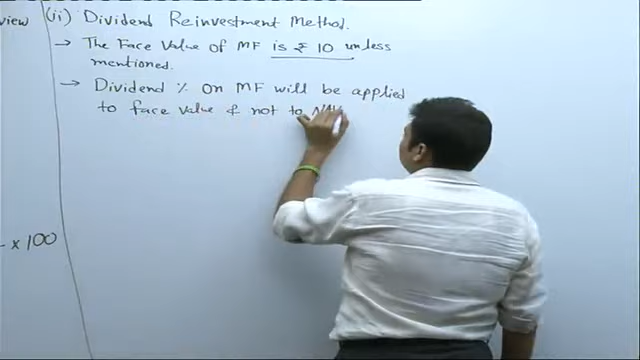 view
(ii) Dividend Reinvestment Method.
→ The Face Value of MF is ₹ 10 unless
mentioned.
→ Dividend % on MF will be applied
to face value & not to NAV
- x 100